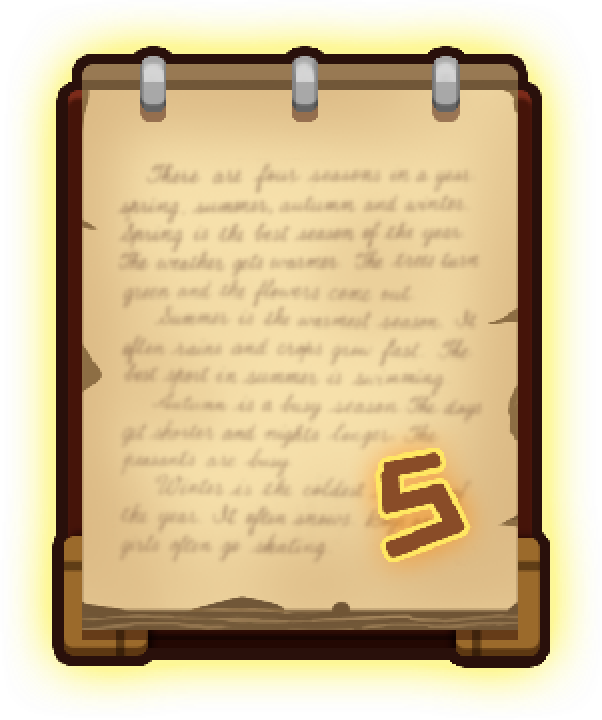 There are four seasons in a year
spring, summer, autumn and winter.
Spring is the best season of the year.
The weather gets warmer. The trees turn
green and the flowers come out.
Summer is the warmest season. It
often rains and crops grow fast. The
best sport in summer is swimming.
Autumn is a busy season. The days
get shorter and nights longer. The
peasants are busy.
Winter is the coldest
the year. It often snows.
girls often go skating.
5